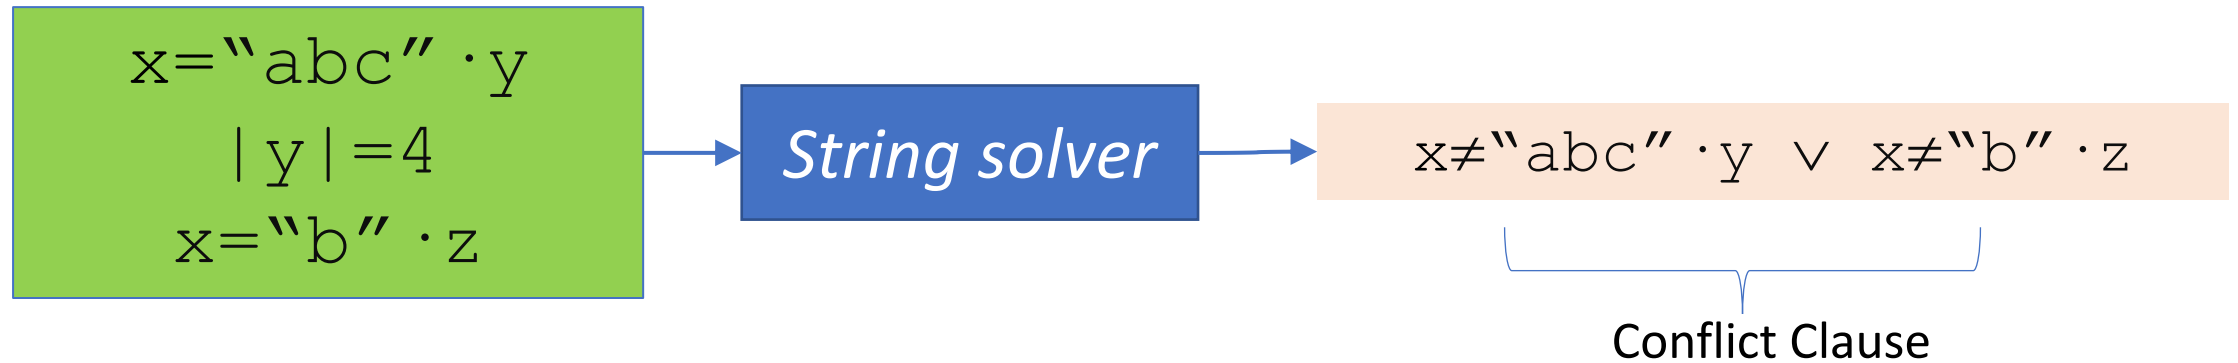 x=“abc”·y
|y|=4
x=“b”·z
String solver
x≠“abc”·y ∨ x≠“b”·z
Conflict Clause